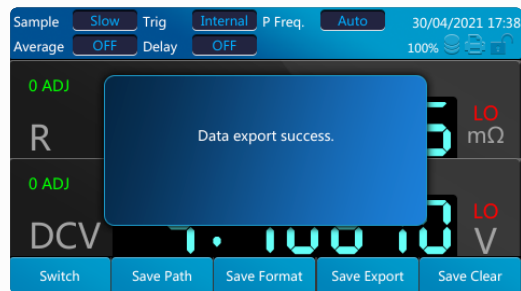 Sample Slow Trig Internal P Freq. Auto 30/04/2021 17:38
Average OFF Delay OFF 100%
0 ADJ
LO
R mΩ
Data export success.
0 ADJ
LO
DCV V
Switch Save Path Save Format Save Export Save Clear